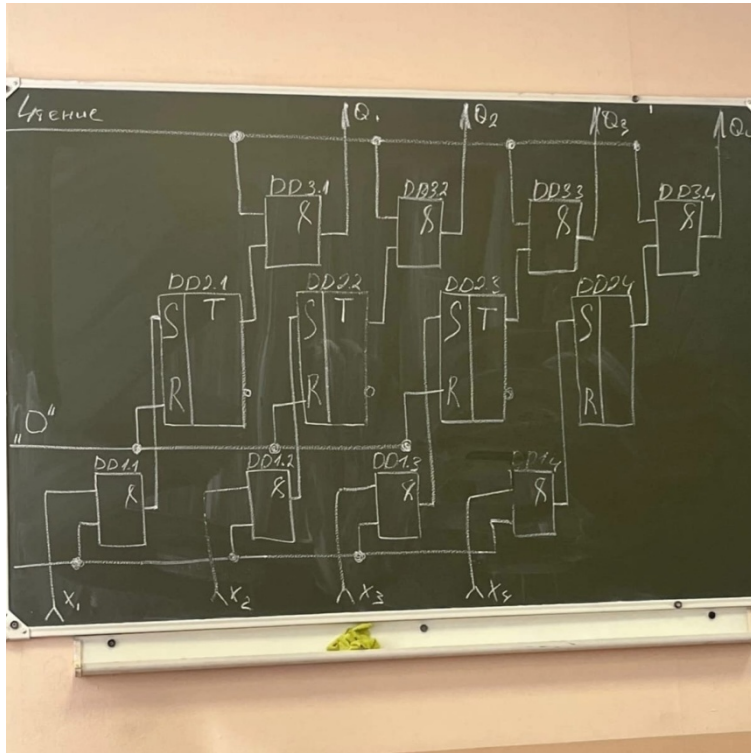 Чтение Q₁ Q₂ Q₃ Q₄
DD3.1 DD3.2 DD3.3 DD3.4
& & & &
DD2.1 DD2.2 DD2.3 DD2.4
S T S T S T S
R R R R
„0"
DD1.1 DD1.2 DD1.3 DD1.4
& & & &
X₁ X₂ X₃ X₄